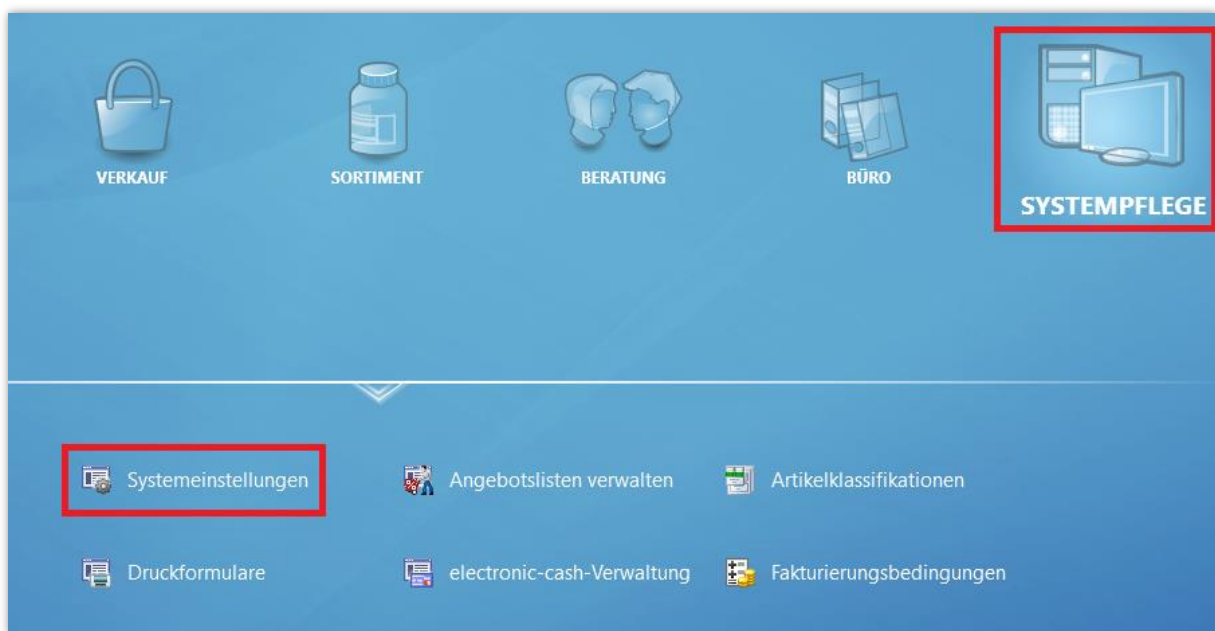 VERKAUF
SORTIMENT
BERATUNG
BÜRO
SYSTEMPFLEGE
Systemeinstellungen
Angebotslisten verwalten
Artikelklassifikationen
Druckformulare
electronic-cash-Verwaltung
Fakturierungsbedingungen